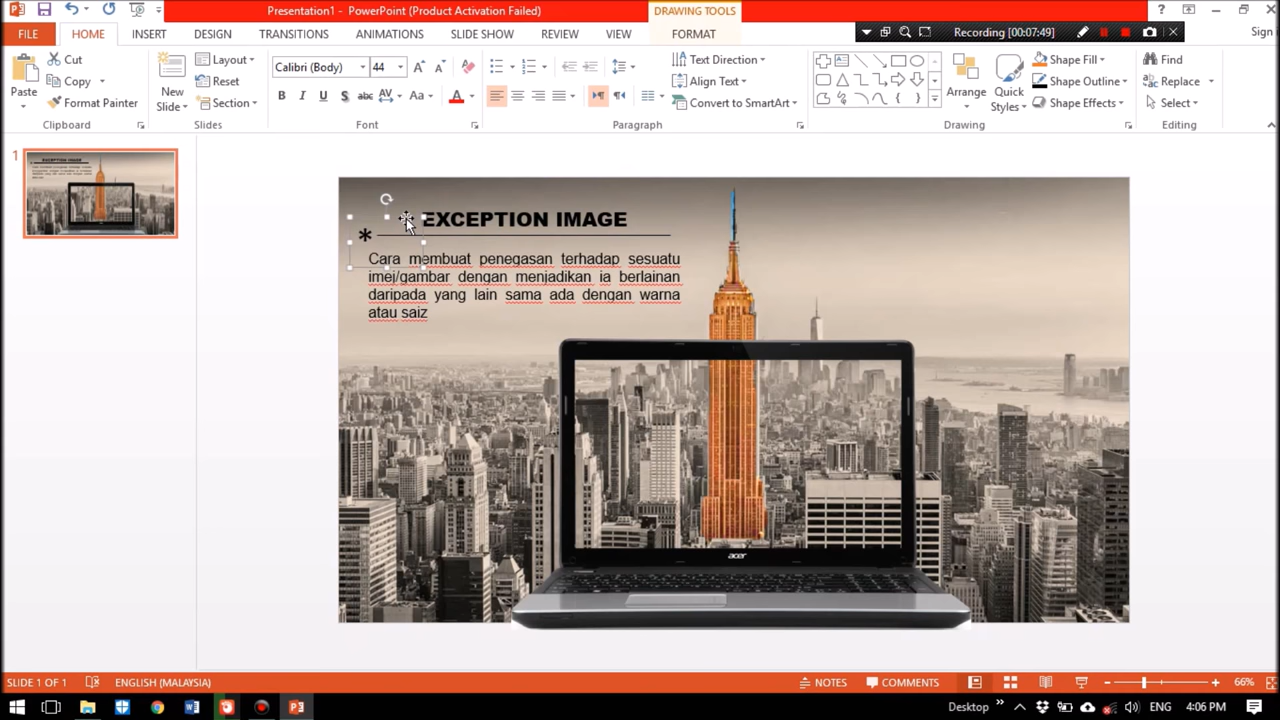 Presentation1 - PowerPoint (Product Activation Failed)
DRAWING TOOLS
FILE HOME INSERT DESIGN TRANSITIONS ANIMATIONS SLIDE SHOW REVIEW VIEW FORMAT
Recording [00:07:49]
Sign
Paste
Cut
Copy
Format Painter
Clipboard
New Slide
Layout
Reset
Section
Slides
Calibri (Body) 44
B I U S abc AV Aa A
Font
Text Direction
Align Text
Convert to SmartArt
Paragraph
Arrange
Quick Styles
Shape Fill
Shape Outline
Shape Effects
Drawing
Find
Replace
Select
Editing
1
EXCEPTION IMAGE
*
Cara membuat penegasan terhadap sesuatu
imej/gambar dengan menjadikan ia berlainan
daripada yang lain sama ada dengan warna
atau saiz
acer
SLIDE 1 OF 1 ENGLISH (MALAYSIA) NOTES COMMENTS 66%
Desktop ENG 4:06 PM